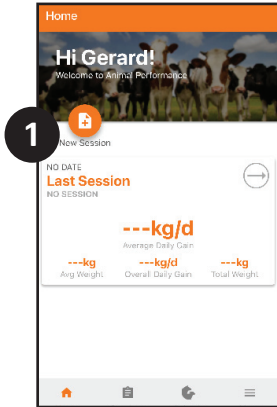 Home
Hi Gerard!
Welcome to Animal Performance
1
New Session
NO DATE
Last Session
NO SESSION
---kg/d
Average Daily Gain
---kg ---kg/d ---kg
Avg Weight Overall Daily Gain Total Weight